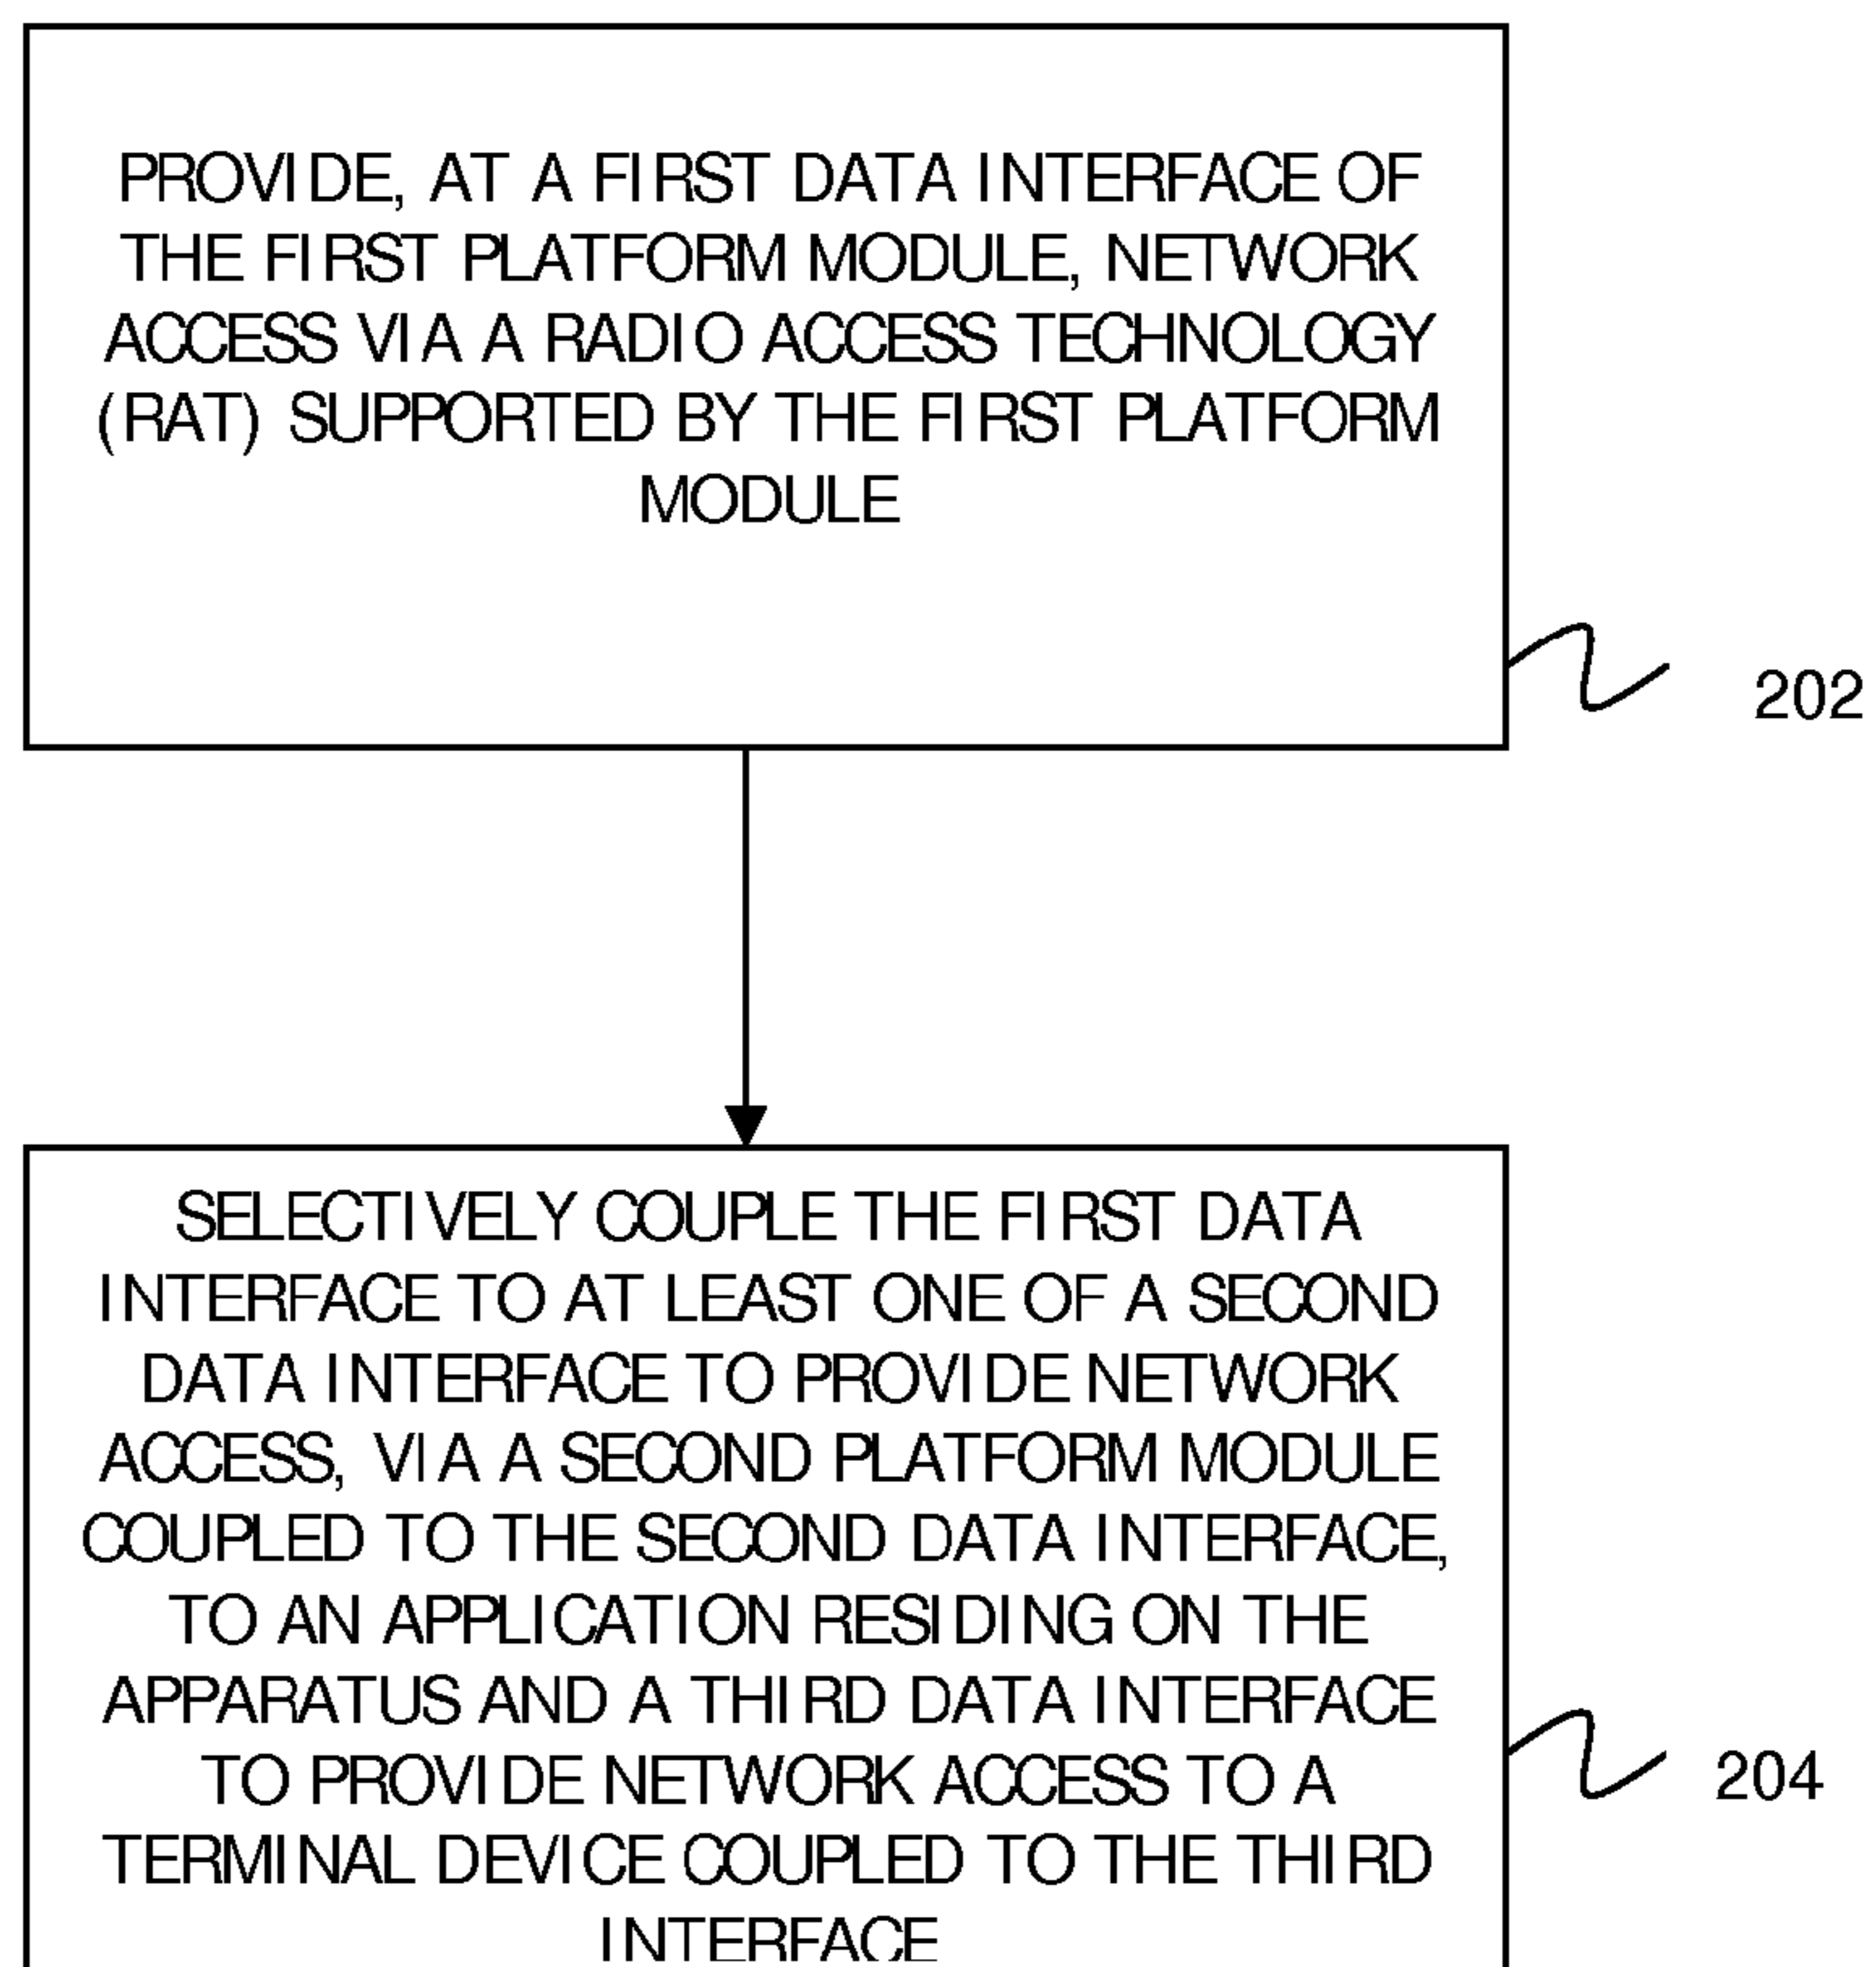 PROVIDE, AT A FIRST DATA INTERFACE OF
THE FIRST PLATFORM MODULE, NETWORK
ACCESS VIA A RADIO ACCESS TECHNOLOGY
(RAT) SUPPORTED BY THE FIRST PLATFORM
MODULE
202
SELECTIVELY COUPLE THE FIRST DATA
INTERFACE TO AT LEAST ONE OF A SECOND
DATA INTERFACE TO PROVIDE NETWORK
ACCESS, VIA A SECOND PLATFORM MODULE
COUPLED TO THE SECOND DATA INTERFACE,
TO AN APPLICATION RESIDING ON THE
APPARATUS AND A THIRD DATA INTERFACE
TO PROVIDE NETWORK ACCESS TO A
TERMINAL DEVICE COUPLED TO THE THIRD
INTERFACE
204